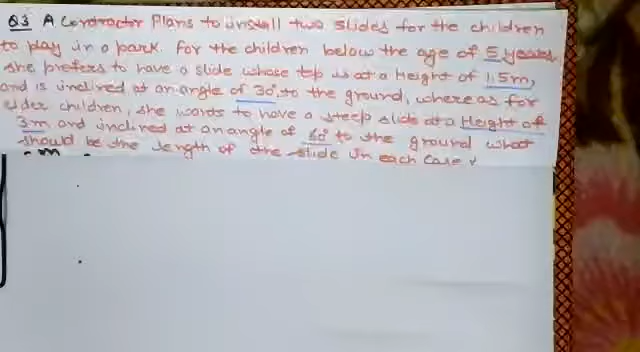 Q3 A Contractor Plans to install two slides for the children
to play in a park. for the children below the age of 5 years,
she prefers to have a slide whose top is at a Height of 1.5m,
and is inclined at an angle of 30° to the ground, whereas for
elder children, she wants to have a steep slide at a Height of
3m and inclined at an angle of 60° to the ground what
should be the length of the slide in each case